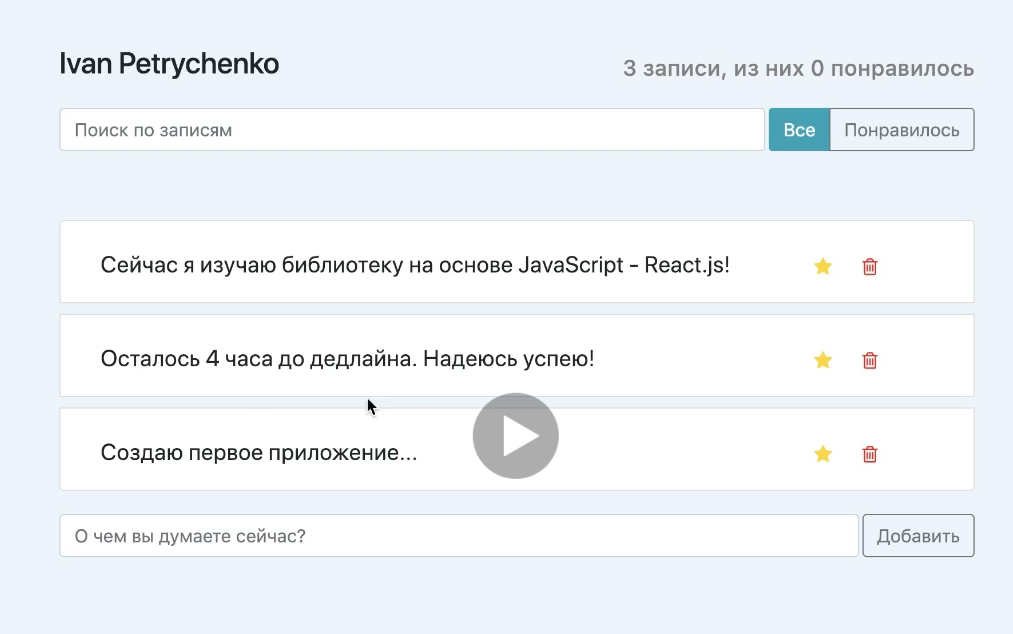 Ivan Petrychenko
3 записи, из них 0 понравилось
Поиск по записям
Все
Понравилось
Сейчас я изучаю библиотеку на основе JavaScript - React.js!
Осталось 4 часа до дедлайна. Надеюсь успею!
Создаю первое приложение...
О чем вы думаете сейчас?
Добавить